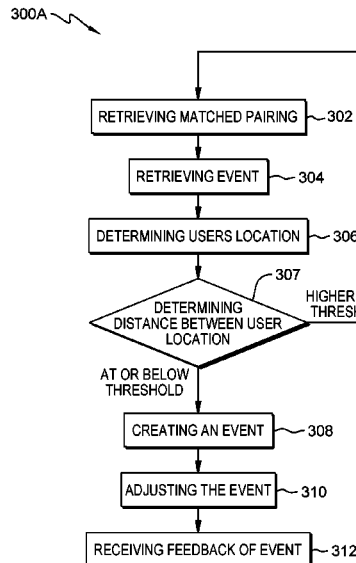 300A
RETRIEVING MATCHED PAIRING
302
RETRIEVING EVENT
304
DETERMINING USERS LOCATION
306
307
DETERMINING
DISTANCE BETWEEN USER
LOCATION
HIGHER
AT OR BELOW
THRESHOLD
CREATING AN EVENT
308
ADJUSTING THE EVENT
310
RECEIVING FEEDBACK OF EVENT
312